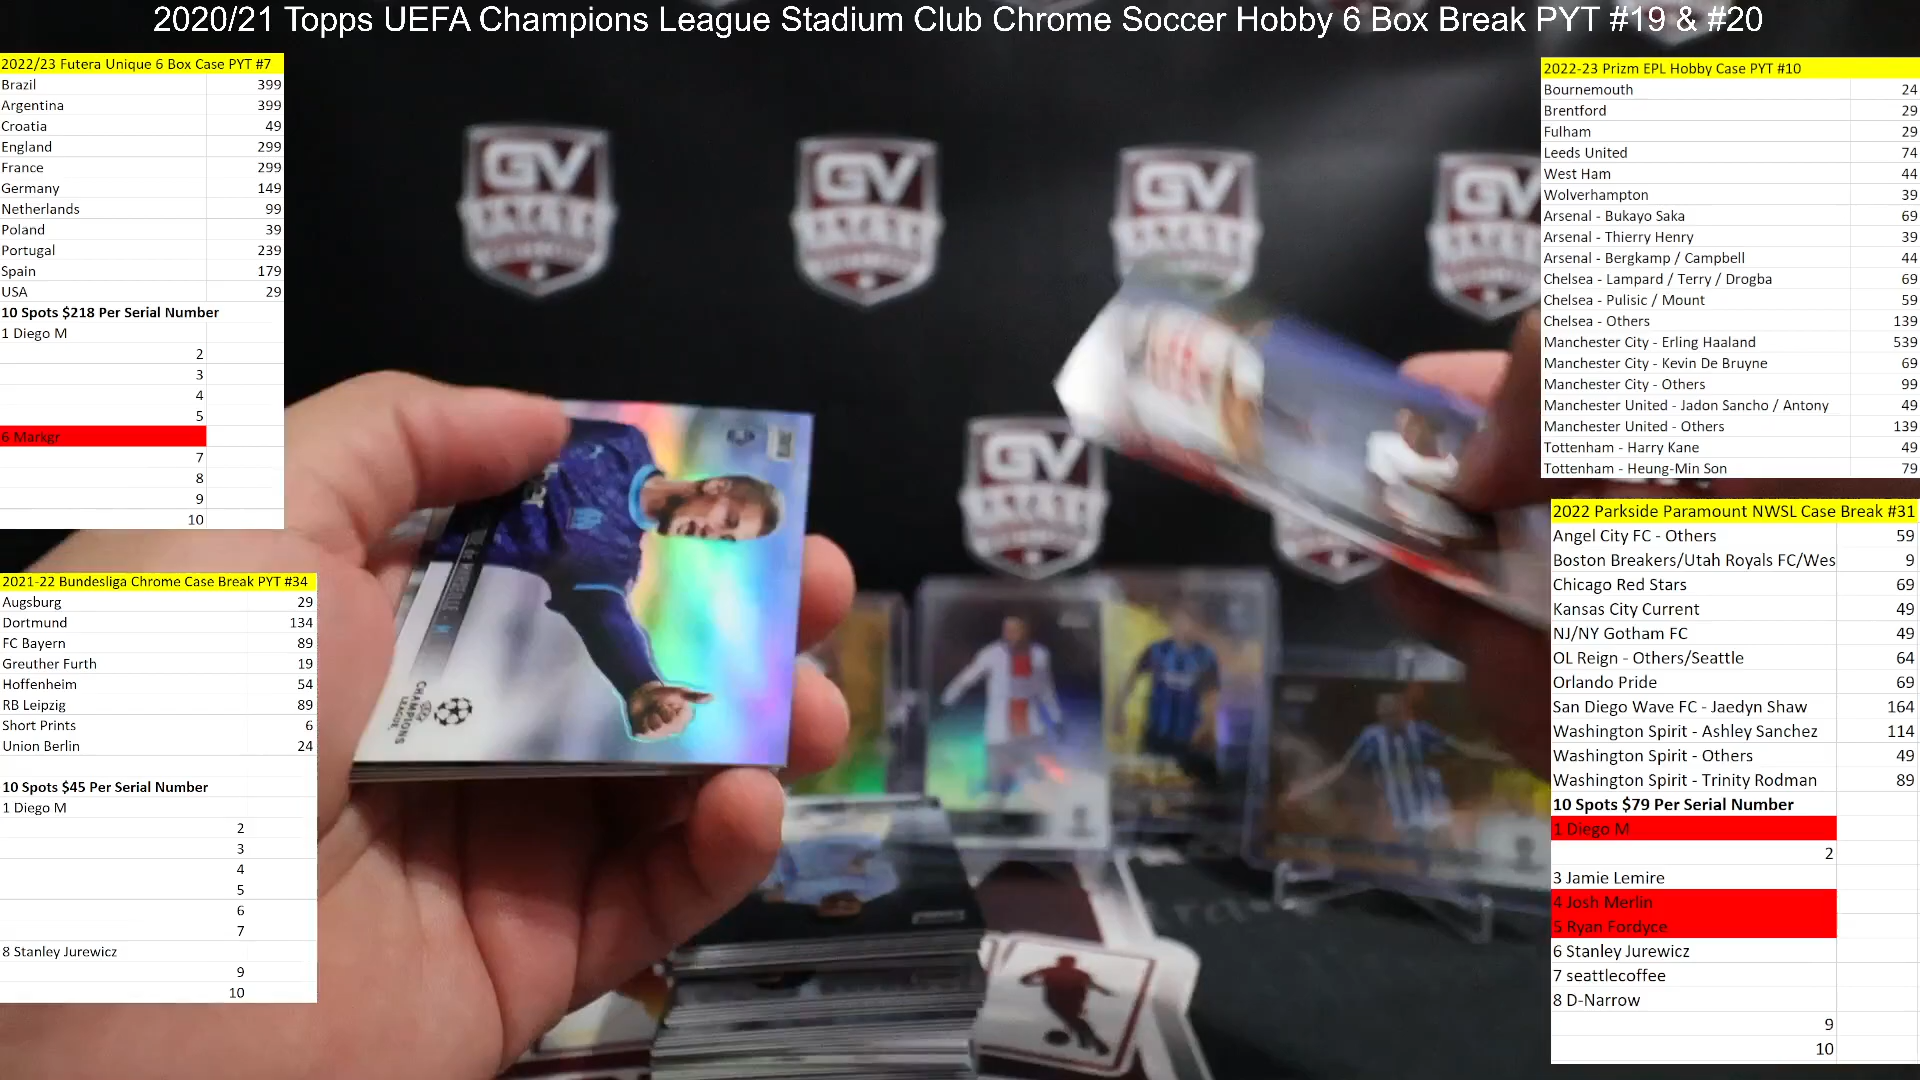 2020/21 Topps UEFA Champions League Stadium Club Chrome Soccer Hobby 6 Box Break PYT #19 & #20
2022/23 Futera Unique 6 Box Case PYT #7
Brazil 399
Argentina 399
Croatia 49
England 299
France 299
Germany 149
Netherlands 99
Poland 39
Portugal 239
Spain 179
USA 29
10 Spots $218 Per Serial Number
1 Diego M
2
3
4
5
6 Markgr
7
8
9
10
2021-22 Bundesliga Chrome Case Break PYT #34
Augsburg 29
Dortmund 134
FC Bayern 89
Greuther Furth 19
Hoffenheim 54
RB Leipzig 89
Short Prints 6
Union Berlin 24
10 Spots $45 Per Serial Number
1 Diego M
2
3
4
5
6
7
8 Stanley Jurewicz
9
10
GV
GV
GV
GV
GV
CHAMPIONS
LEAGUE
2022-23 Prizm EPL Hobby Case PYT #10
Bournemouth 24
Brentford 29
Fulham 29
Leeds United 74
West Ham 44
Wolverhampton 39
Arsenal - Bukayo Saka 69
Arsenal - Thierry Henry 39
Arsenal - Bergkamp / Campbell 44
Chelsea - Lampard / Terry / Drogba 69
Chelsea - Pulisic / Mount 59
Chelsea - Others 139
Manchester City - Erling Haaland 539
Manchester City - Kevin De Bruyne 69
Manchester City - Others 99
Manchester United - Jadon Sancho / Antony 49
Manchester United - Others 139
Tottenham - Harry Kane 49
Tottenham - Heung-Min Son 79
2022 Parkside Paramount NWSL Case Break #31
Angel City FC - Others 59
Boston Breakers/Utah Royals FC/Wes 9
Chicago Red Stars 69
Kansas City Current 49
NJ/NY Gotham FC 49
OL Reign - Others/Seattle 64
Orlando Pride 69
San Diego Wave FC - Jaedyn Shaw 164
Washington Spirit - Ashley Sanchez 114
Washington Spirit - Others 49
Washington Spirit - Trinity Rodman 89
10 Spots $79 Per Serial Number
1 Diego M
2
3 Jamie Lemire
4 Josh Merlin
5 Ryan Fordyce
6 Stanley Jurewicz
7 seattlecoffee
8 D-Narrow
9
10